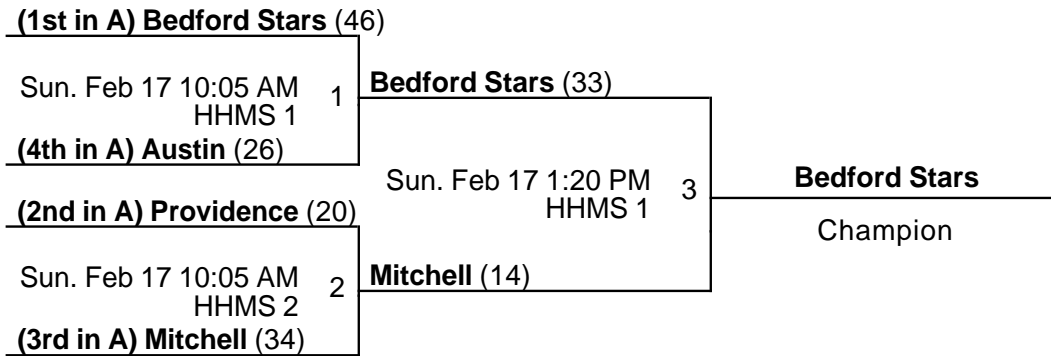 (1st in A) Bedford Stars (46)
Sun. Feb 17 10:05 AM
HHMS 1
1
(4th in A) Austin (26)
Bedford Stars (33)
(2nd in A) Providence (20)
Sun. Feb 17 10:05 AM
HHMS 2
2
(3rd in A) Mitchell (34)
Mitchell (14)
Sun. Feb 17 1:20 PM
HHMS 1
3
Bedford Stars
Champion